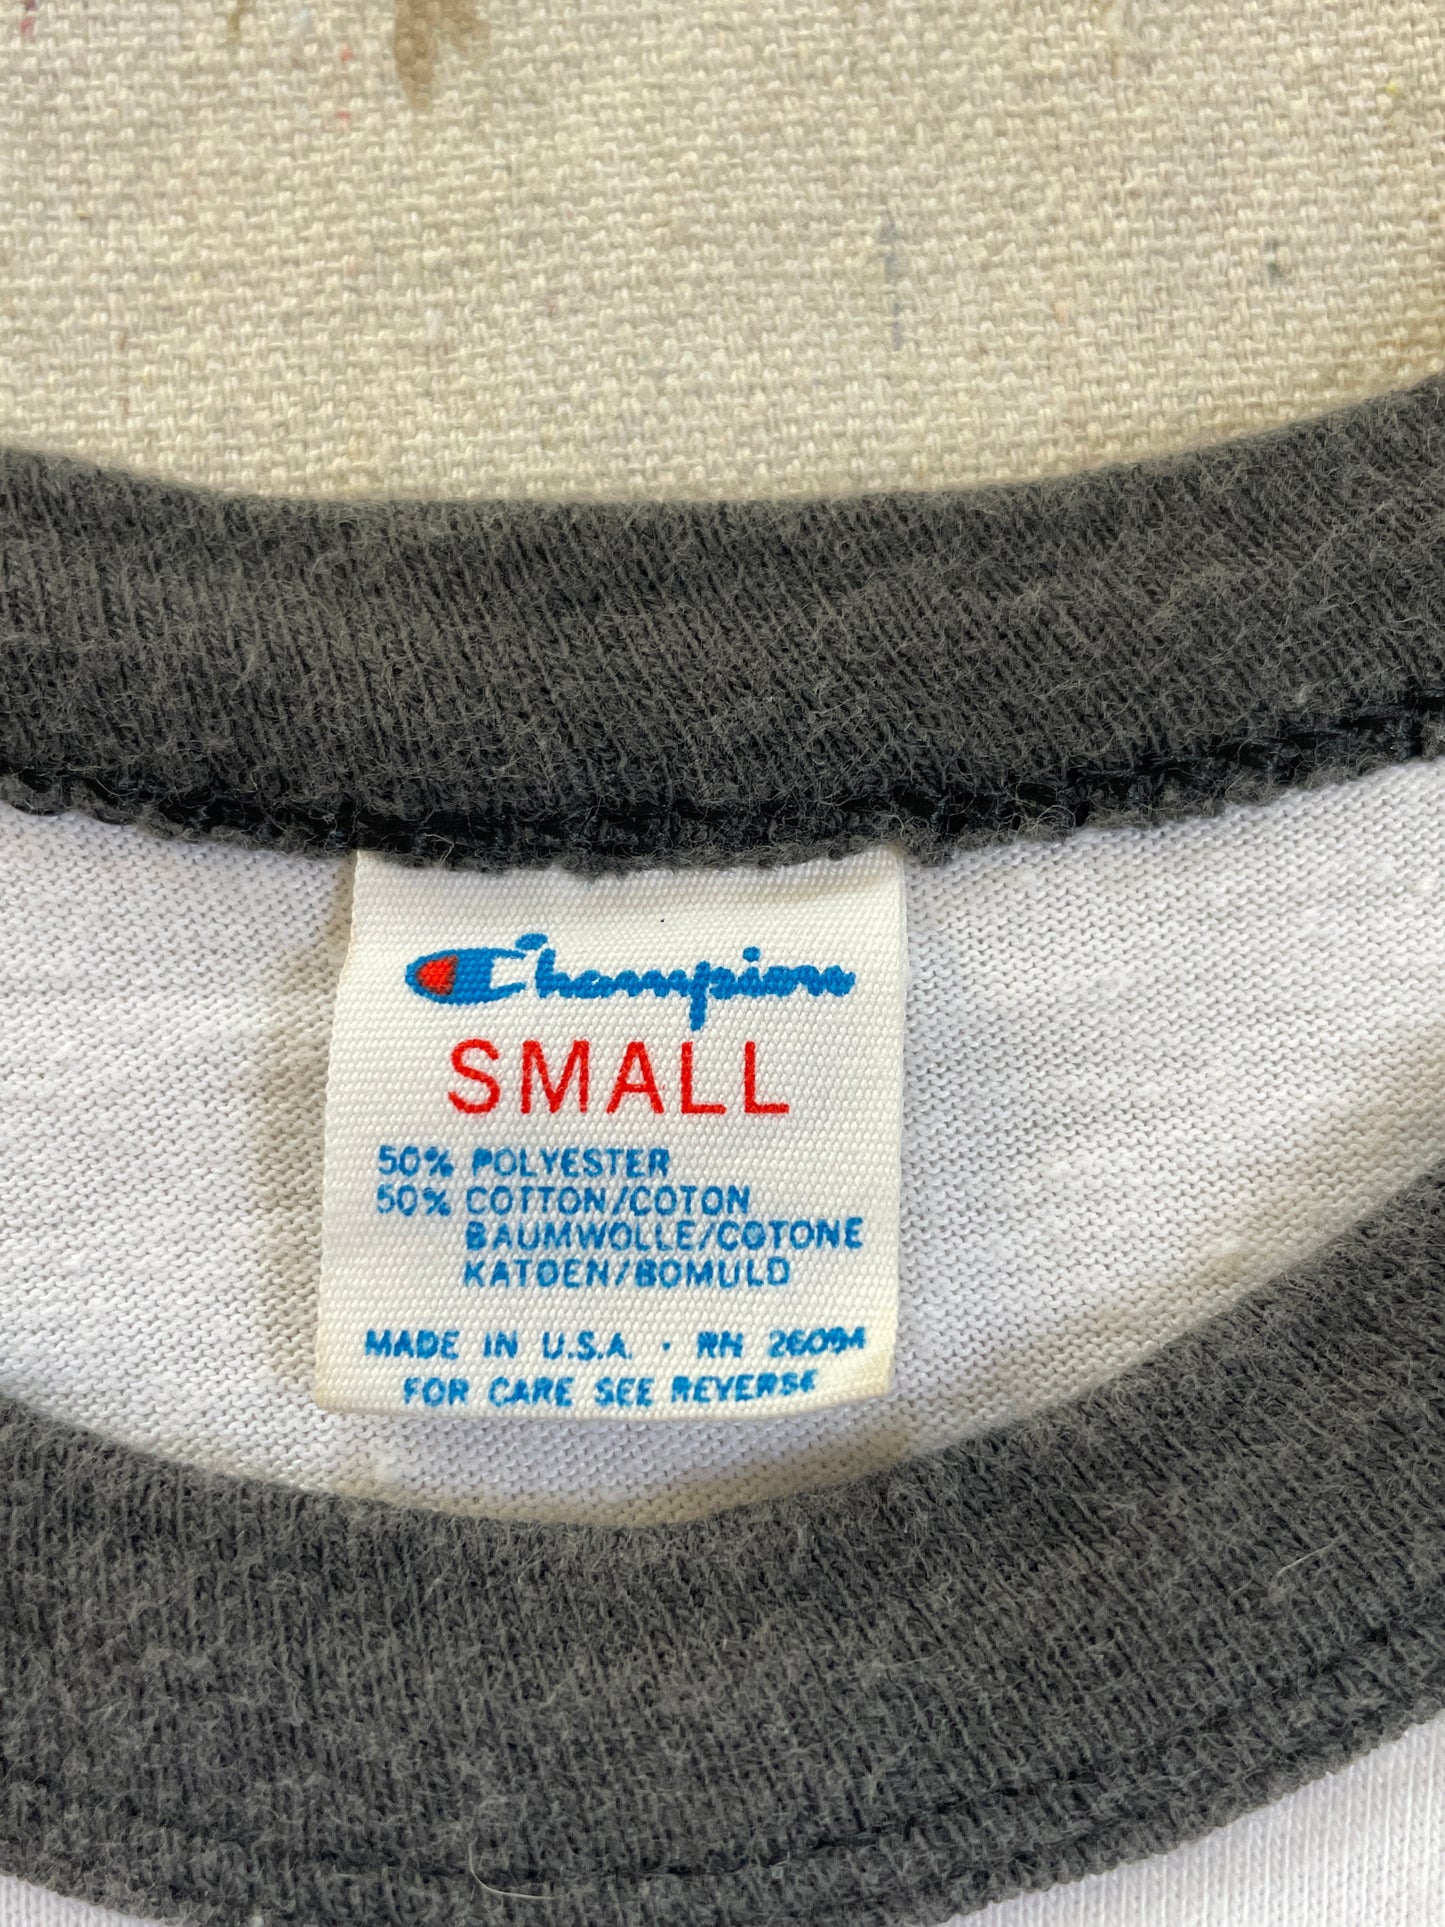 Champion
SMALL
50% POLYESTER
50% COTTON/COTON
BAUMWOLLE/COTONE
KATOEN/BOMULD
MADE IN U.S.A. · RN 26094
FOR CARE SEE REVERSE